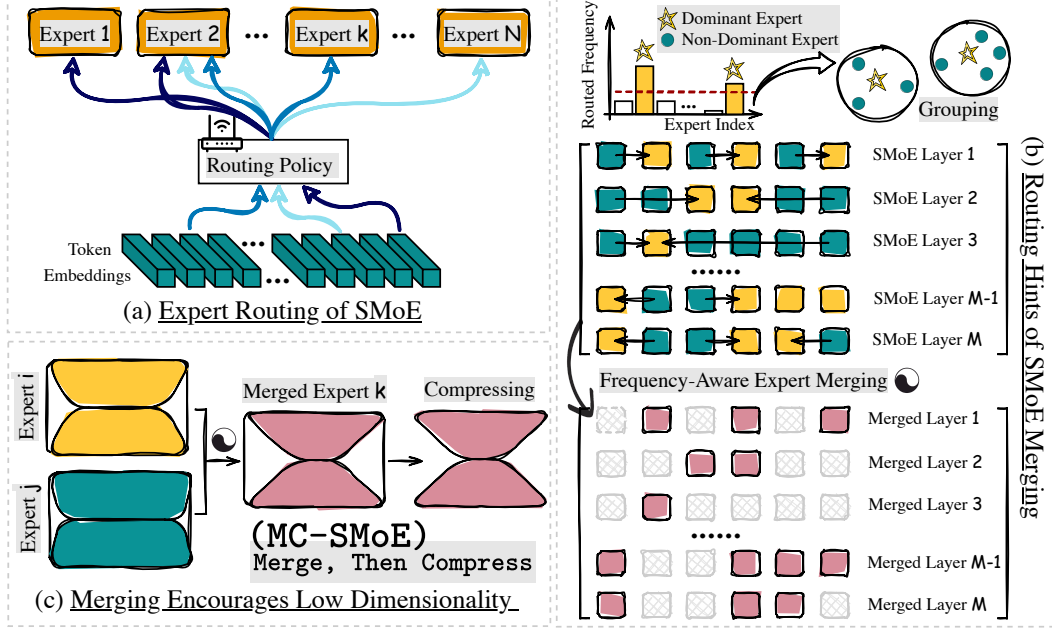 Expert 1
Expert 2
...
Expert k
...
Expert N
Routing Policy
Token
Embeddings
...
...
(a) Expert Routing of SMoE
Routed Frequency
Dominant Expert
Non-Dominant Expert
...
Expert Index
Grouping
SMoE Layer 1
SMoE Layer 2
SMoE Layer 3
......
SMoE Layer M-1
SMoE Layer M
Frequency-Aware Expert Merging
Merged Layer 1
Merged Layer 2
Merged Layer 3
......
Merged Layer M-1
Merged Layer M
(b) Routing Hints of SMoE Merging
Expert i
Expert j
Merged Expert k
Compressing
(MC-SMoE)
Merge, Then Compress
(c) Merging Encourages Low Dimensionality